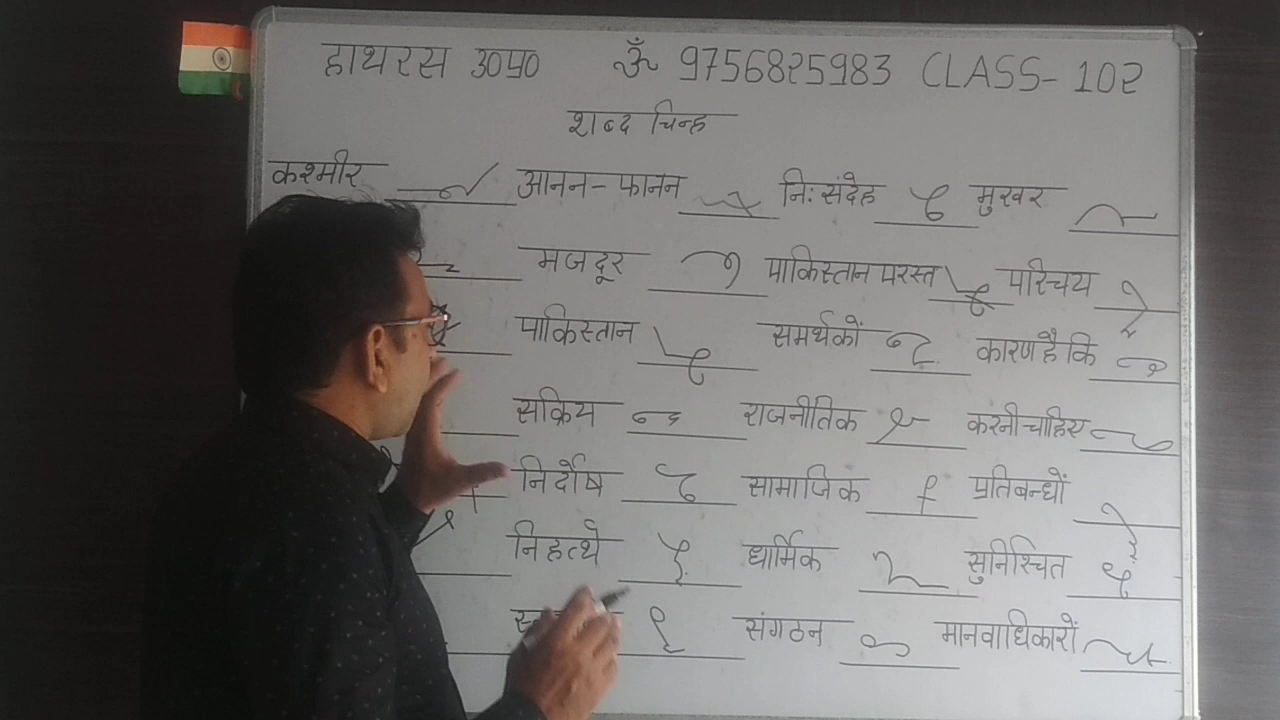 हाथरस उ०प्र० ॐ 9756825983 CLASS-102
शब्द चिन्ह
कश्मीर आनन-फानन निःसंदेह मुखर
मजदूर पाकिस्तान परस्त परिचय
पाकिस्तान समर्थकों कारण है कि
सक्रिय राजनीतिक करनी चाहिए
निर्दोष सामाजिक प्रतिबन्धों
निहत्थे धार्मिक सुनिश्चित
संगठन मानवाधिकारों